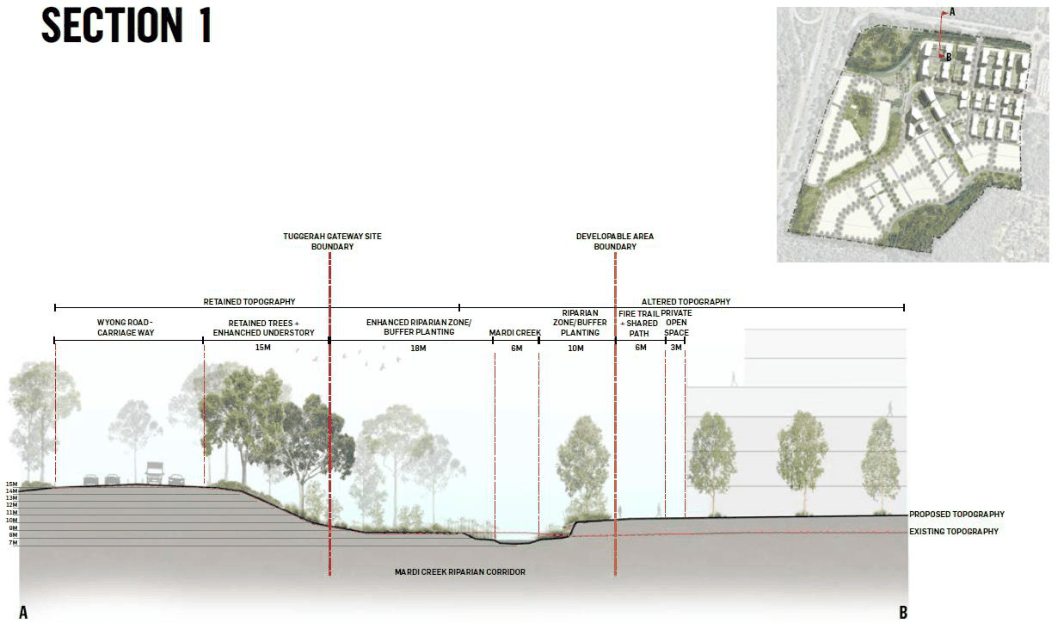 SECTION 1
A
B
TUGGERAH GATEWAY SITE
BOUNDARY
DEVELOPABLE AREA
BOUNDARY
RETAINED TOPOGRAPHY
ALTERED TOPOGRAPHY
WYONG ROAD -
CARRIAGE WAY
RETAINED TREES +
ENHANCHED UNDERSTORY
ENHANCED RIPARIAN ZONE/
BUFFER PLANTING
MARDI CREEK
RIPARIAN
ZONE/BUFFER
PLANTING
FIRE TRAIL
+ SHARED
PATH
PRIVATE
OPEN
SPACE
15M
18M
6M
10M
6M
3M
15M
14M
13M
12M
11M
10M
9M
8M
7M
PROPOSED TOPOGRAPHY
EXISTING TOPOGRAPHY
MARDI CREEK RIPARIAN CORRIDOR
A
B